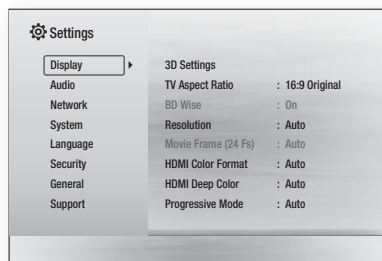 Settings
Display
Audio
Network
System
Language
Security
General
Support
3D Settings
TV Aspect Ratio : 16:9 Original
BD Wise : On
Resolution : Auto
Movie Frame (24 Fs) : Auto
HDMI Color Format : Auto
HDMI Deep Color : Auto
Progressive Mode : Auto